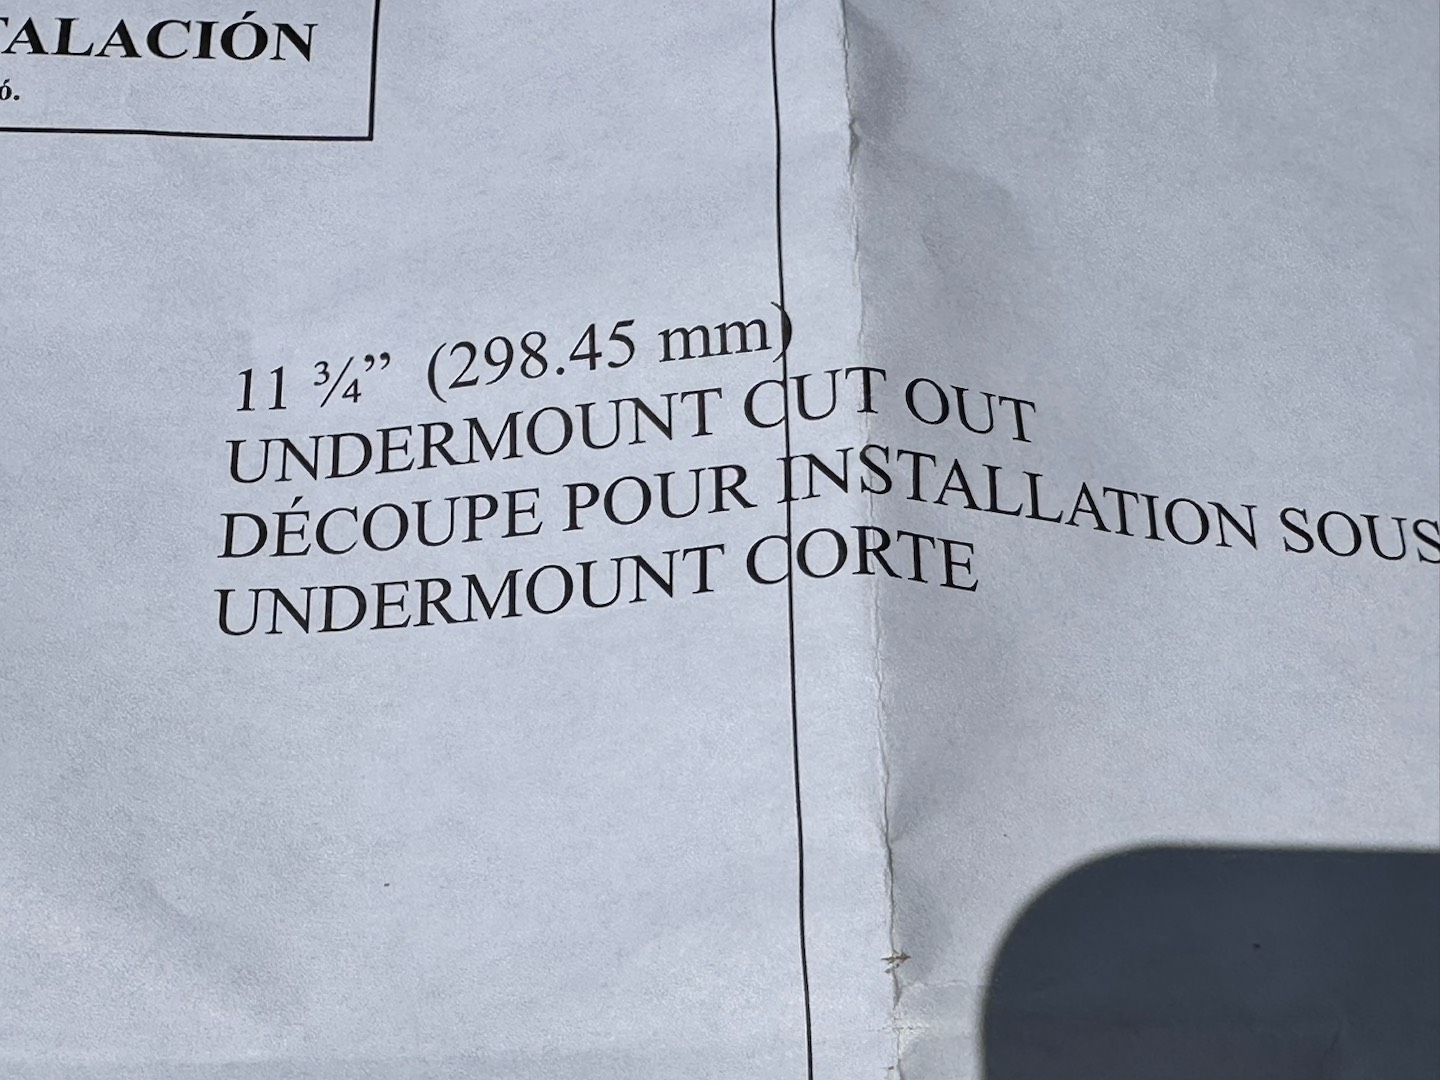 TALACIÓN
ó.
11 ¾” (298.45 mm)
UNDERMOUNT CUT OUT
DÉCOUPE POUR INSTALLATION SOUS
UNDERMOUNT CORTE